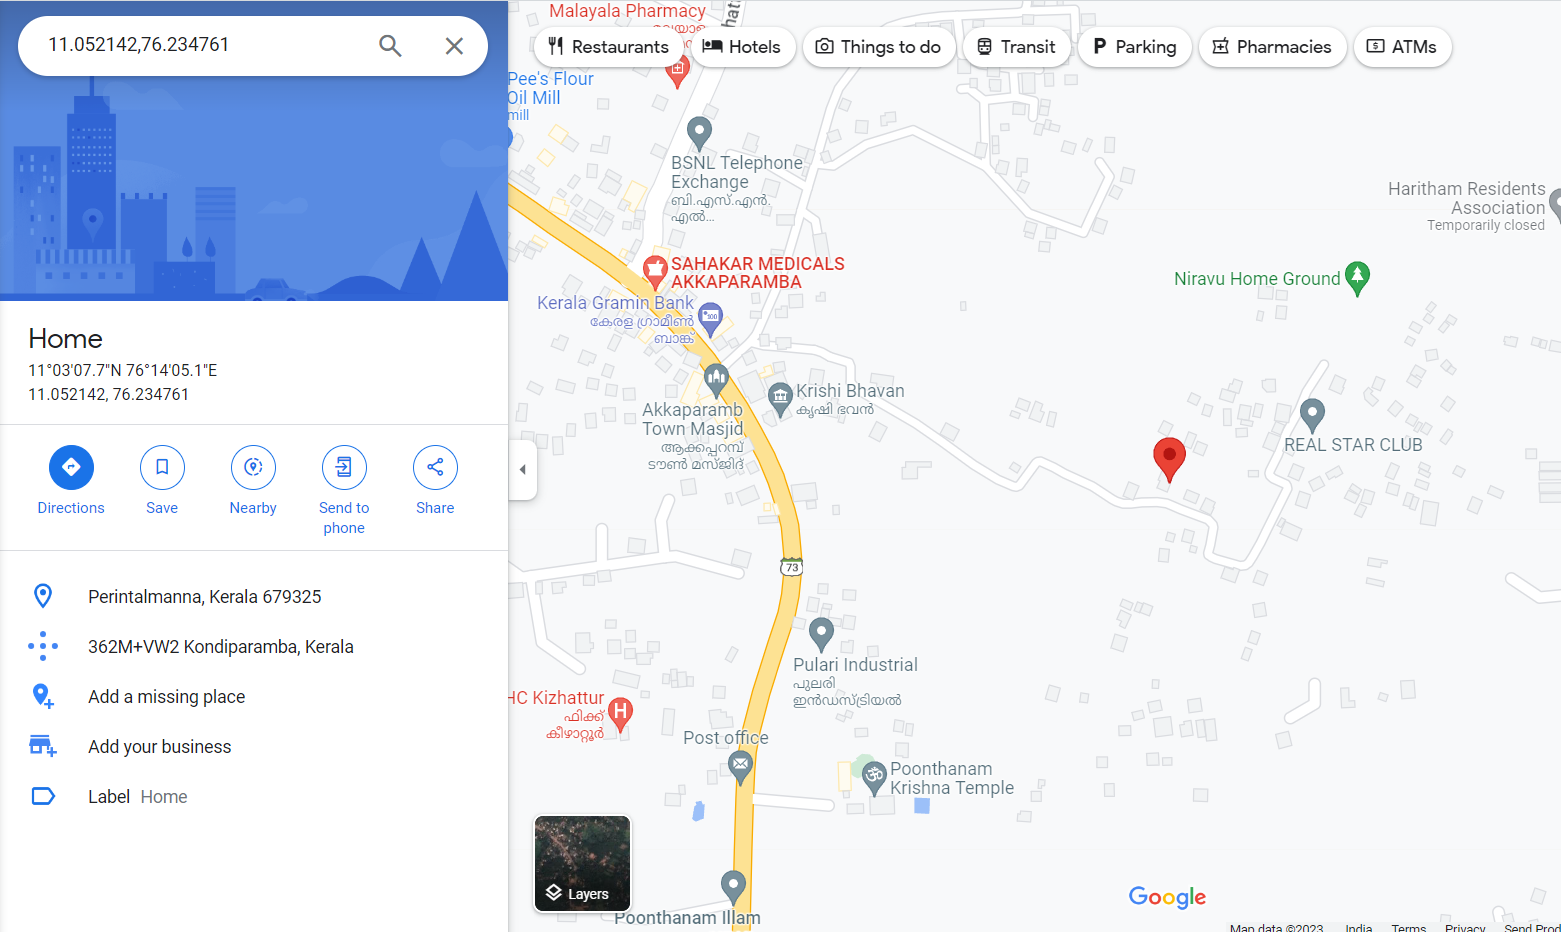 11.052142,76.234761
Home
11°03'07.7"N 76°14'05.1"E
11.052142, 76.234761
Directions
Save
Nearby
Send to
phone
Share
Perintalmanna, Kerala 679325
362M+VW2 Kondiparamba, Kerala
Add a missing place
Add your business
Label Home
Malayala Pharmacy
Restaurants
Hotels
Things to do
Transit
Parking
Pharmacies
ATMs
Pee's Flour
Oil Mill
mill
BSNL Telephone
Exchange
ബി.എസ്.എൻ.
എൽ...
Haritham Residents
Association
Temporarily closed
SAHAKAR MEDICALS
AKKAPARAMBA
Niravu Home Ground
Kerala Gramin Bank
കേരള ഗ്രാമീൺ
ബാങ്ക്
Krishi Bhavan
കൃഷി ഭവൻ
Akkaparamb
Town Masjid
ആക്കപ്പറമ്പ്
ടൗൺ മസ്ജിദ്
REAL STAR CLUB
73
Pulari Industrial
പുലരി
ഇൻഡസ്ട്രിയൽ
HC Kizhattur
ഫിക്ക്
കീഴാറ്റൂർ
Post office
Poonthanam
Krishna Temple
Layers
Poonthanam Illam
Google
Map data ©2023 India Terms Privacy Send Prod